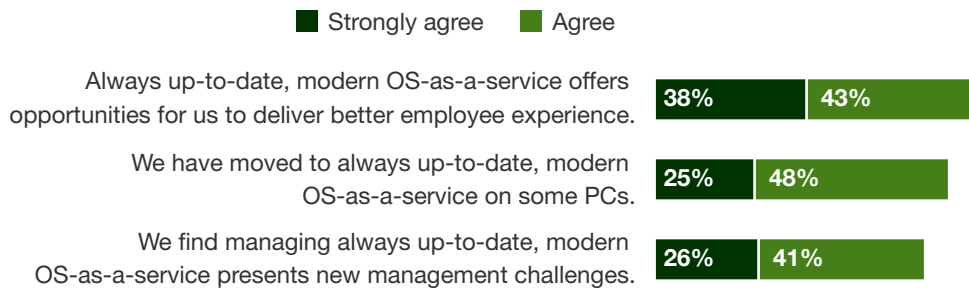 Strongly agree Agree
Always up-to-date, modern OS-as-a-service offers
opportunities for us to deliver better employee experience.
38% 43%
We have moved to always up-to-date, modern
OS-as-a-service on some PCs.
25% 48%
We find managing always up-to-date, modern
OS-as-a-service presents new management challenges.
26% 41%